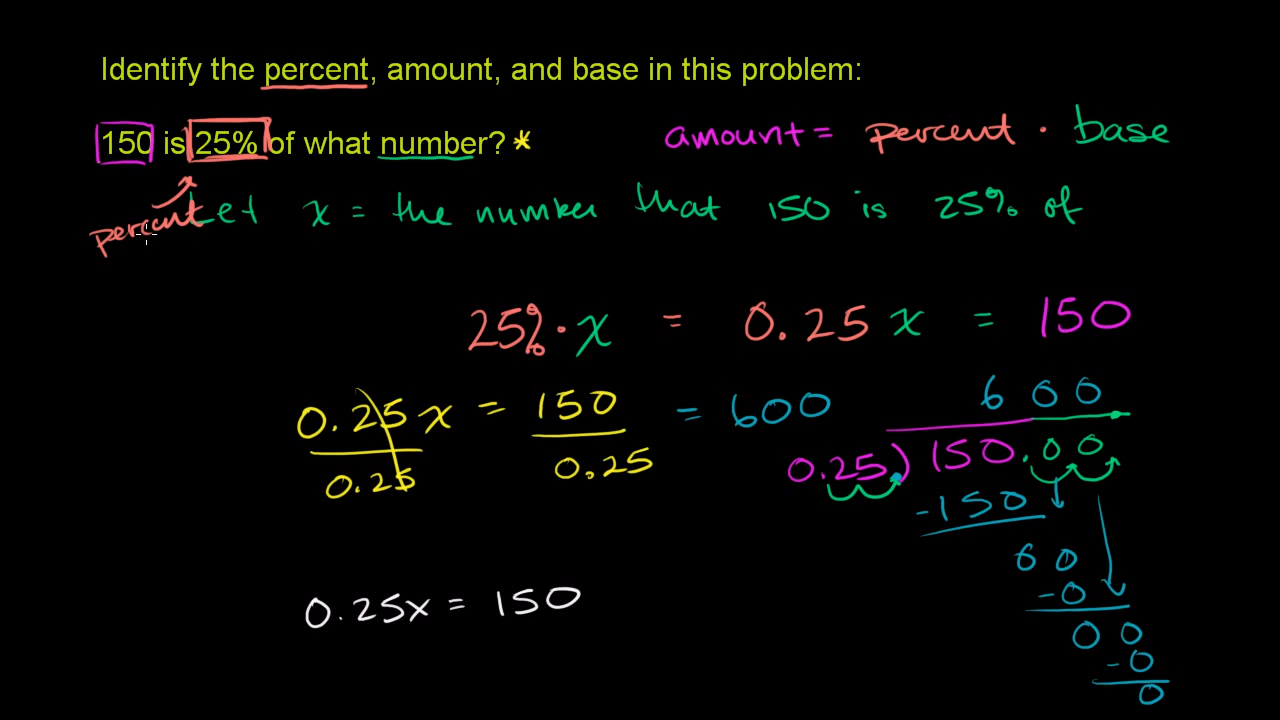 Identify the percent, amount, and base in this problem:
150 is 25% of what number? * amount = percent · base
percent Let x = the number that 150 is 25% of
25% · x = 0.25 x = 150
0.25 x = 150 = 600
0.25 0.25
600
0.25)150.00
-150
60
-0
00
-0
0
0.25x = 150